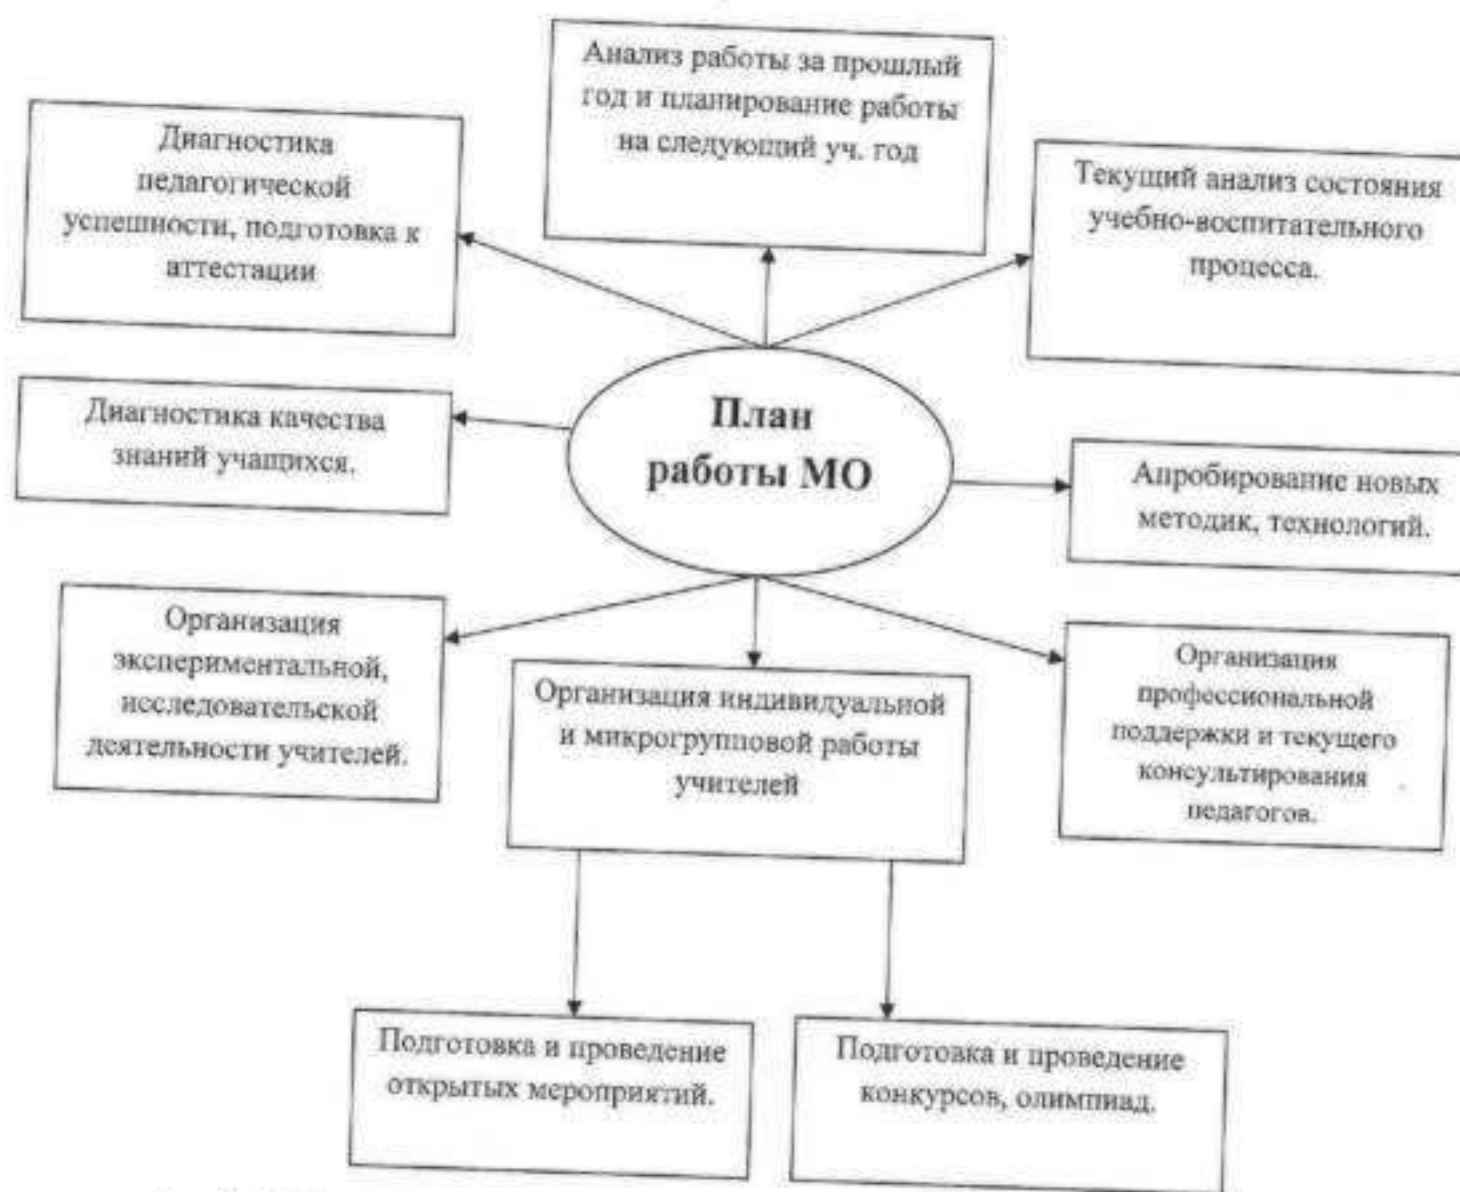 Анализ работы за прошлый
год и планирование работы
на следующий уч. год
Диагностика
педагогической
успешности, подготовка к
аттестации
Текущий анализ состояния
учебно-воспитательного
процесса.
План
работы МО
Диагностика качества
знаний учащихся.
Апробирование новых
методик, технологий.
Организация
экспериментальной,
исследовательской
деятельности учителей.
Организация индивидуальной
и микрогрупповой работы
учителей
Организация
профессиональной
поддержки и текущего
консультирования
педагогов.
Подготовка и проведение
открытых мероприятий.
Подготовка и проведение
конкурсов, олимпиад.